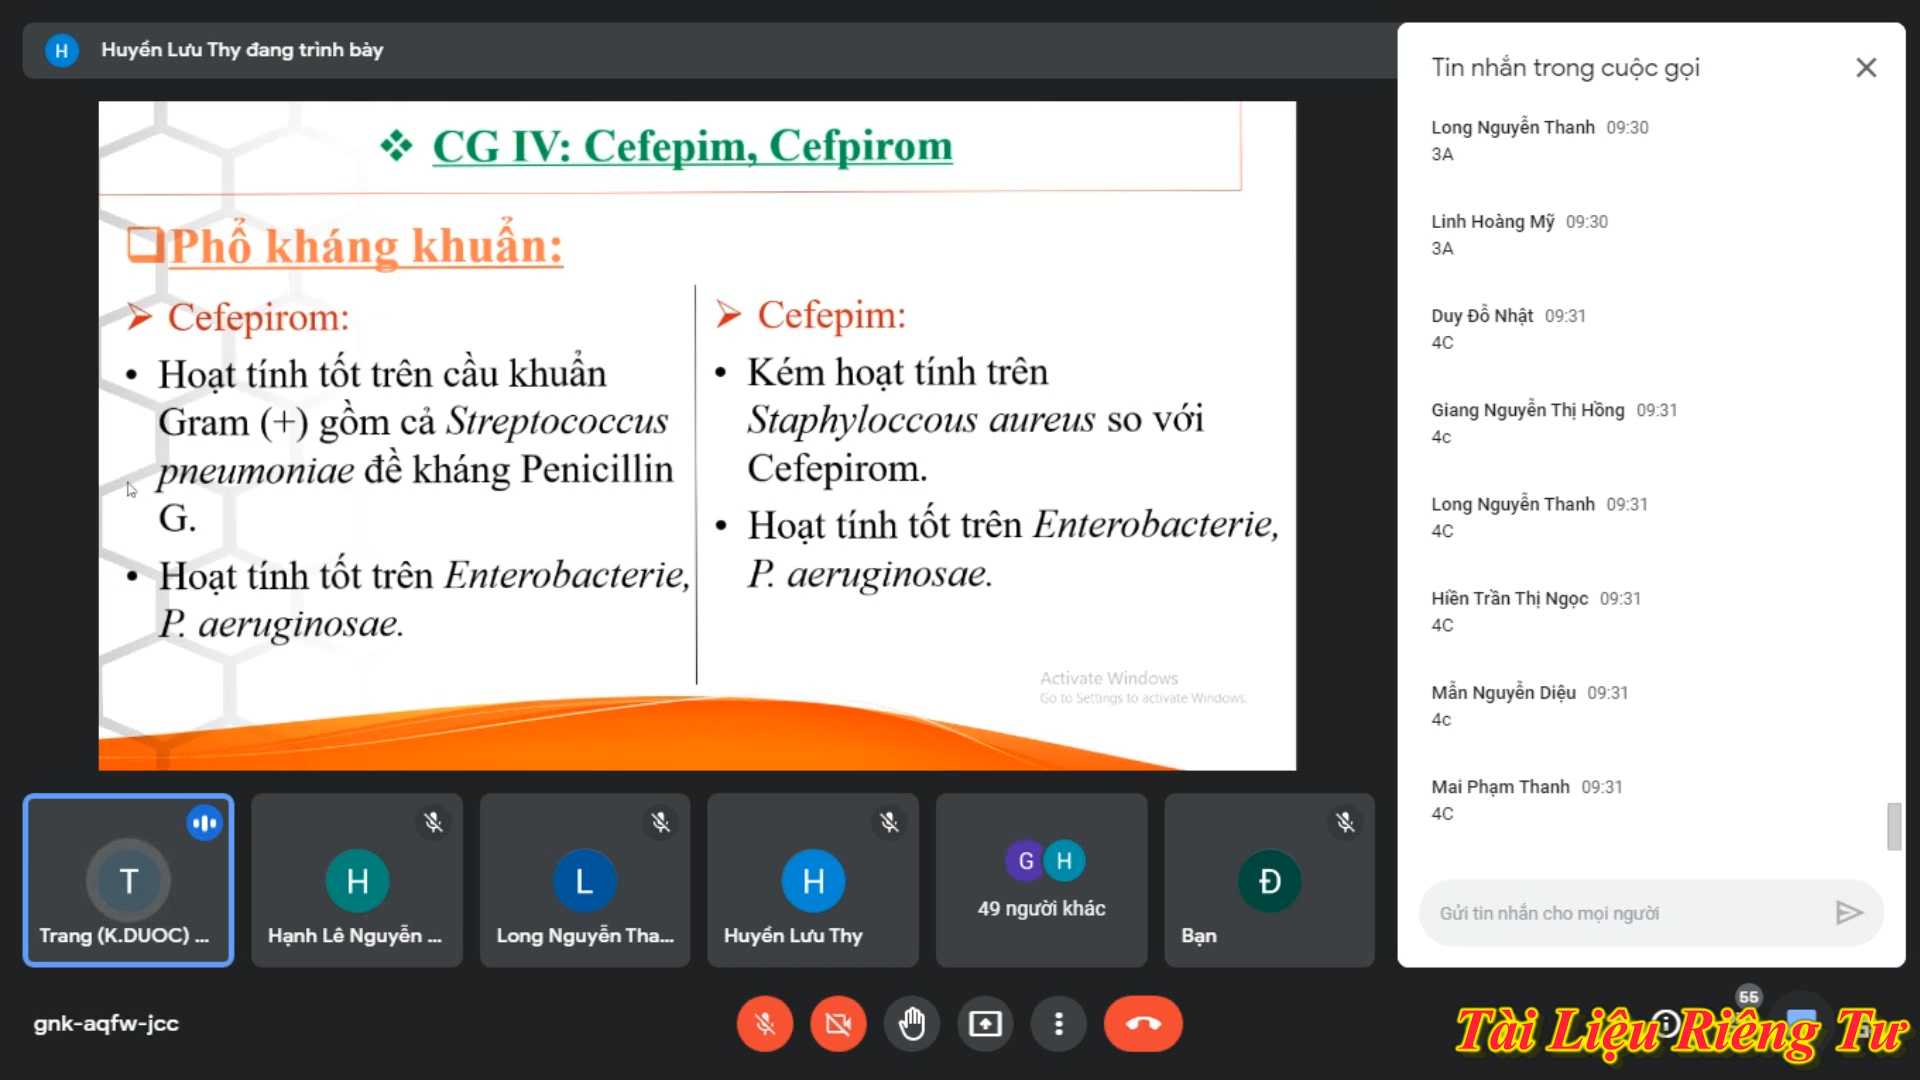 H Huyền Lưu Thy đang trình bày
CG IV: Cefepim, Cefpirom
Phổ kháng khuẩn:
Cefepirom:
• Hoạt tính tốt trên cầu khuẩn
Gram (+) gồm cả Streptococcus
pneumoniae đề kháng Penicillin
G.
• Hoạt tính tốt trên Enterobacterie,
P. aeruginosae.
Cefepim:
• Kém hoạt tính trên
Staphyloccous aureus so với
Cefepirom.
• Hoạt tính tốt trên Enterobacterie,
P. aeruginosae.
Activate Windows
Go to Settings to activate Windows.
T
Trang (K.DUOC) ...
H
Hạnh Lê Nguyễn ...
L
Long Nguyễn Tha...
H
Huyền Lưu Thy
G H
49 người khác
Đ
Bạn
gnk-aqfw-jcc
Tin nhắn trong cuộc gọi
Long Nguyễn Thanh 09:30
3A
Linh Hoàng Mỹ 09:30
3A
Duy Đỗ Nhật 09:31
4C
Giang Nguyễn Thị Hồng 09:31
4c
Long Nguyễn Thanh 09:31
4C
Hiền Trần Thị Ngọc 09:31
4C
Mẫn Nguyễn Diệu 09:31
4c
Mai Phạm Thanh 09:31
4C
Gửi tin nhắn cho mọi người
55
Tài Liệu Riêng Tư